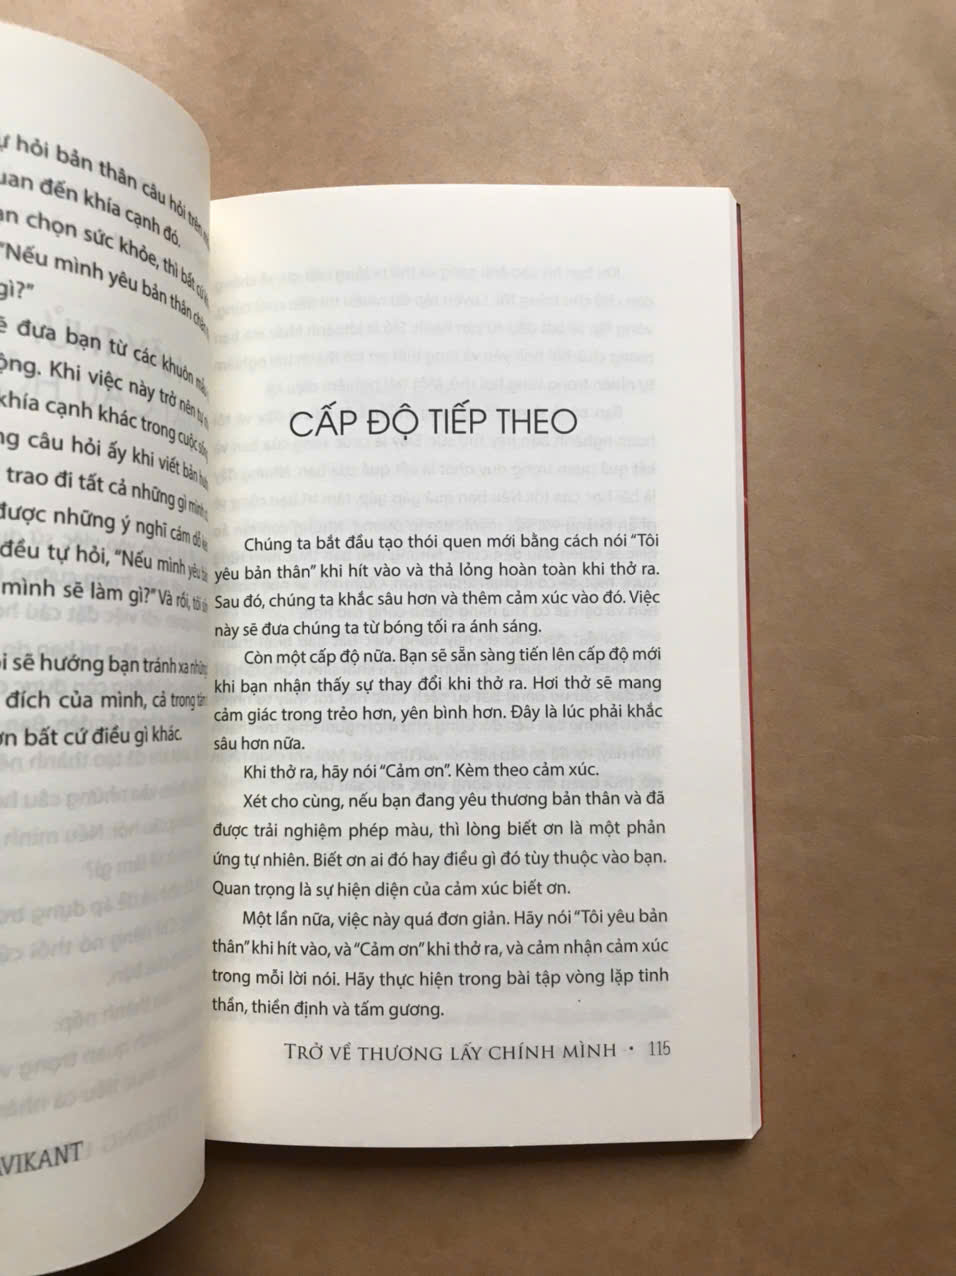 ự hỏi bản thân câu hỏi trên
uan đến khía cạnh đó.
n chọn sức khỏe, thì bất cứ
"Nếu mình yêu bản thân
gì?"
ẽ đưa bạn từ các khuôn
ộng. Khi việc này trở nên tự
khía cạnh khác trong cuộc
ng câu hỏi ấy khi viết bản
trao đi tất cả những gì mình
được những ý nghĩ cám dỗ
đều tự hỏi, "Nếu mình yêu
mình sẽ làm gì?" Và rồi, tôi
i sẽ hướng bạn tránh xa những
đích của mình, cả trong
ơn bất cứ điều gì khác.
VIKANT
CẤP ĐỘ TIẾP THEO
Chúng ta bắt đầu tạo thói quen mới bằng cách nói "Tôi
yêu bản thân" khi hít vào và thả lỏng hoàn toàn khi thở ra.
Sau đó, chúng ta khắc sâu hơn và thêm cảm xúc vào đó. Việc
này sẽ đưa chúng ta từ bóng tối ra ánh sáng.
Còn một cấp độ nữa. Bạn sẽ sẵn sàng tiến lên cấp độ mới
khi bạn nhận thấy sự thay đổi khi thở ra. Hơi thở sẽ mang
cảm giác trong trẻo hơn, yên bình hơn. Đây là lúc phải khắc
sâu hơn nữa.
Khi thở ra, hãy nói "Cảm ơn". Kèm theo cảm xúc.
Xét cho cùng, nếu bạn đang yêu thương bản thân và đã
được trải nghiệm phép màu, thì lòng biết ơn là một phản
ứng tự nhiên. Biết ơn ai đó hay điều gì đó tùy thuộc vào bạn.
Quan trọng là sự hiện diện của cảm xúc biết ơn.
Một lần nữa, việc này quá đơn giản. Hãy nói "Tôi yêu bản
thân" khi hít vào, và "Cảm ơn" khi thở ra, và cảm nhận cảm xúc
trong mỗi lời nói. Hãy thực hiện trong bài tập vòng lặp tinh
thần, thiền định và tấm gương.
TRỞ VỀ THƯƠNG LẤY CHÍNH MÌNH • 115